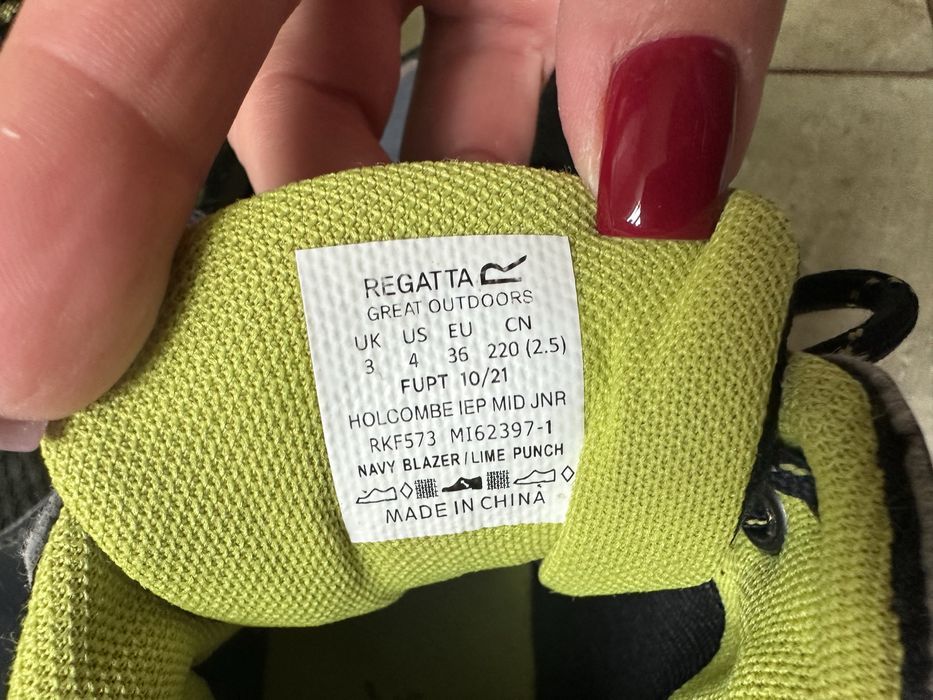 REGATTA
GREAT OUTDOORS
UK US EU CN
3 4 36 220 (2.5)
FUPT 10/21
HOLCOMBE IEP MID JNR
RKF573 MI62397-1
NAVY BLAZER/LIME PUNCH
MADE IN CHINA